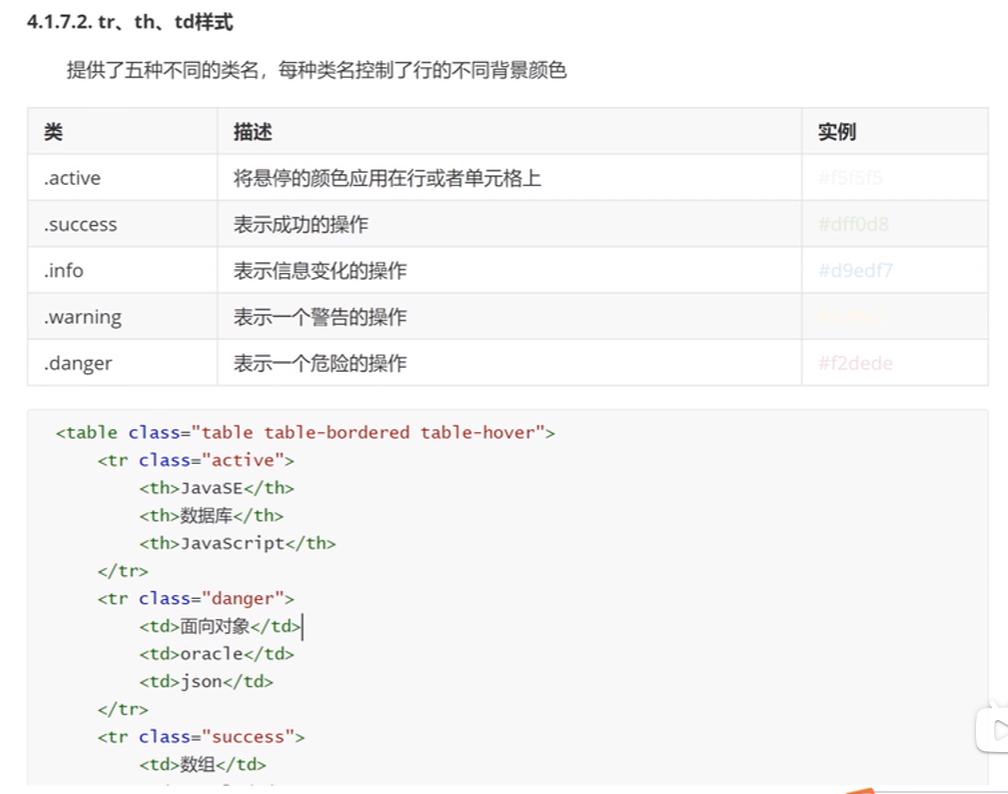 4.1.7.2. tr、th、td样式
提供了五种不同的类名，每种类名控制了行的不同背景颜色
类 描述 实例
.active 将悬停的颜色应用在行或者单元格上 #f5f5f5
.success 表示成功的操作 #dff0d8
.info 表示信息变化的操作 #d9edf7
.warning 表示一个警告的操作
.danger 表示一个危险的操作 #f2dede
<table class="table table-bordered table-hover">
<tr class="active">
<th>JavaSE</th>
<th>数据库</th>
<th>JavaScript</th>
</tr>
<tr class="danger">
<td>面向对象</td>
<td>oracle</td>
<td>json</td>
</tr>
<tr class="success">
<td>数组</td>